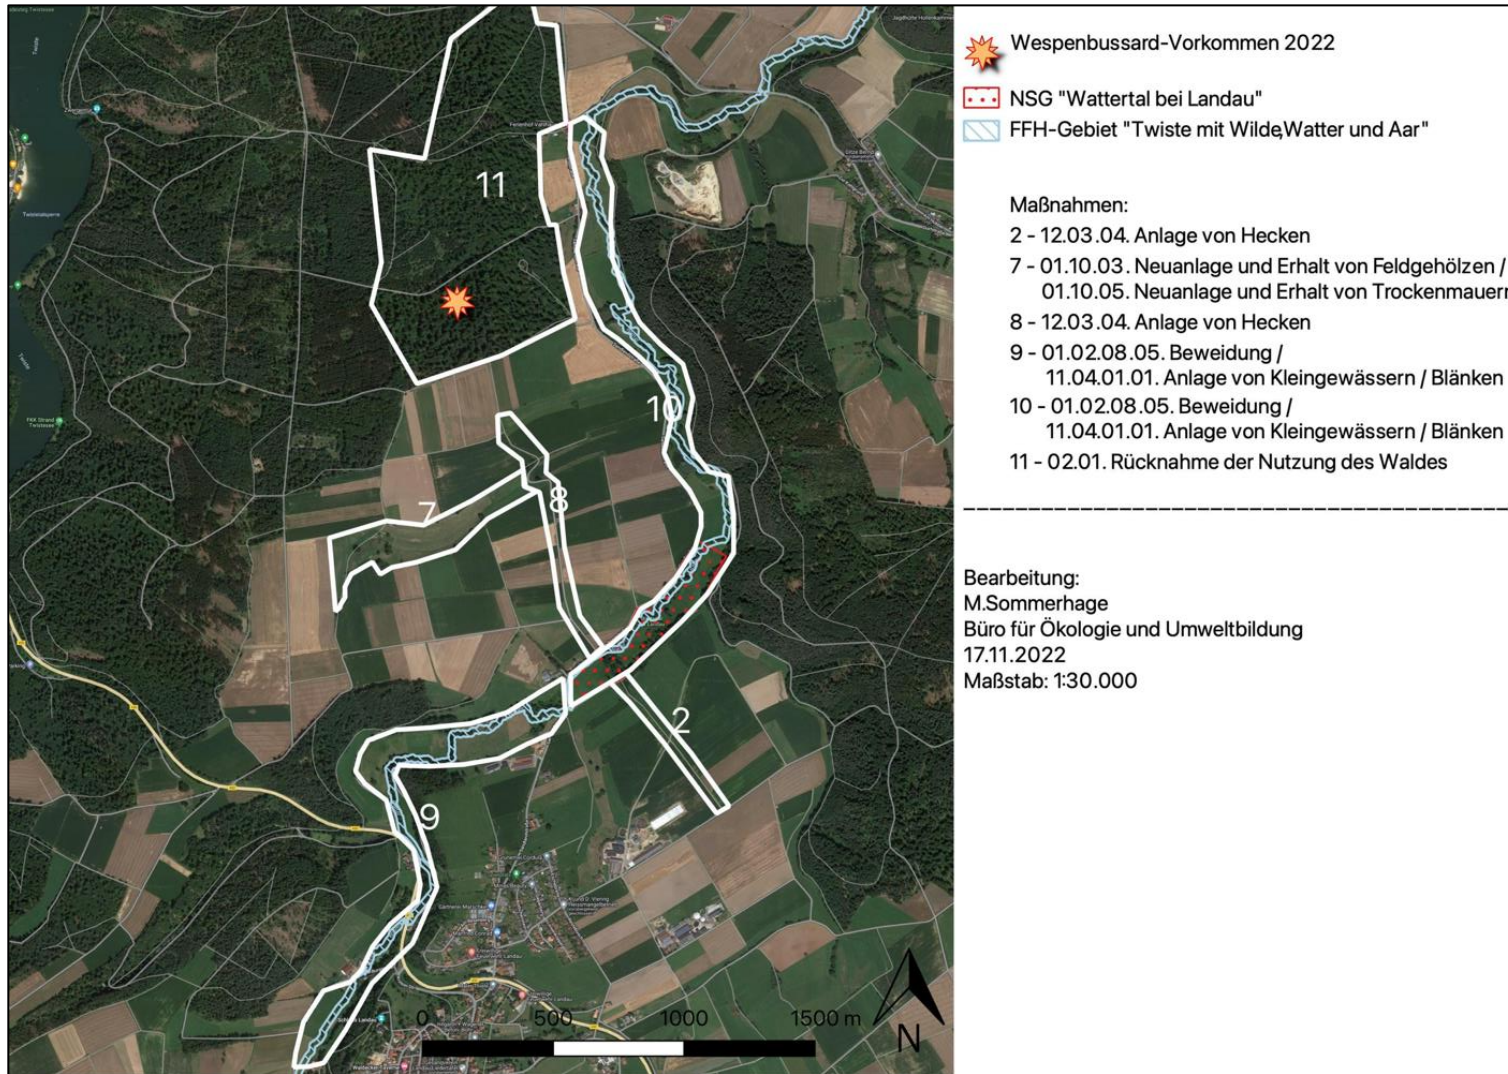 Wespenbussard-Vorkommen 2022
NSG "Wattertal bei Landau"
FFH-Gebiet "Twiste mit Wilde,Watter und Aar"
Maßnahmen:
2 - 12.03.04. Anlage von Hecken
7 - 01.10.03. Neuanlage und Erhalt von Feldgehölzen /
01.10.05. Neuanlage und Erhalt von Trockenmauern
8 - 12.03.04. Anlage von Hecken
9 - 01.02.08.05. Beweidung /
11.04.01.01. Anlage von Kleingewässern / Blänken
10 - 01.02.08.05. Beweidung /
11.04.01.01. Anlage von Kleingewässern / Blänken
11 - 02.01. Rücknahme der Nutzung des Waldes
Bearbeitung:
M.Sommerhage
Büro für Ökologie und Umweltbildung
17.11.2022
Maßstab: 1:30.000
11
10
7
8
2
9
Twiste
Schloss Landau
0 500 1000 1500 m
N